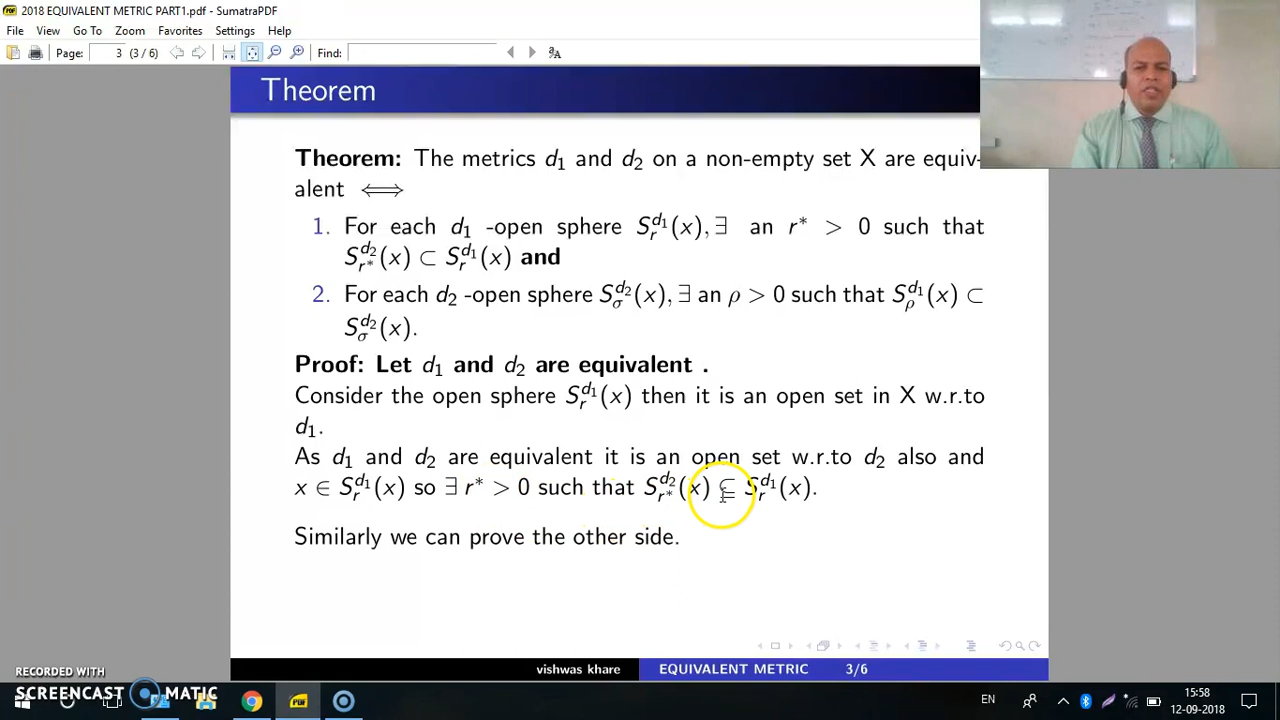 2018 EQUIVALENT METRIC PART1.pdf - SumatraPDF
File View Go To Zoom Favorites Settings Help
Page: 3 (3 / 6) Find:
Theorem
Theorem: The metrics d₁ and d₂ on a non-empty set X are equiv-
alent ⟺
1. For each d₁ -open sphere S_r^{d₁}(x), ∃ an r* > 0 such that
S_{r*}^{d₂}(x) ⊂ S_r^{d₁}(x) and
2. For each d₂ -open sphere S_σ^{d₂}(x), ∃ an ρ > 0 such that S_ρ^{d₁}(x) ⊂
S_σ^{d₂}(x).
Proof: Let d₁ and d₂ are equivalent .
Consider the open sphere S_r^{d₁}(x) then it is an open set in X w.r.to
d₁.
As d₁ and d₂ are equivalent it is an open set w.r.to d₂ also and
x ∈ S_r^{d₁}(x) so ∃ r* > 0 such that S_{r*}^{d₂}(x) ⊆ S_r^{d₁}(x).
Similarly we can prove the other side.
vishwas khare EQUIVALENT METRIC 3/6
RECORDED WITH
SCREENCAST MATIC
EN
15:58
12-09-2018